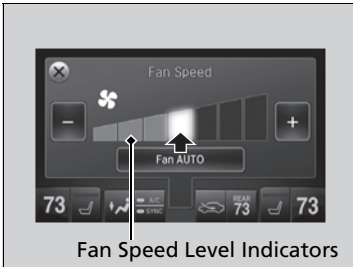 Fan Speed
-
+
Fan AUTO
73
A/C
SYNC
REAR
73
73
Fan Speed Level Indicators